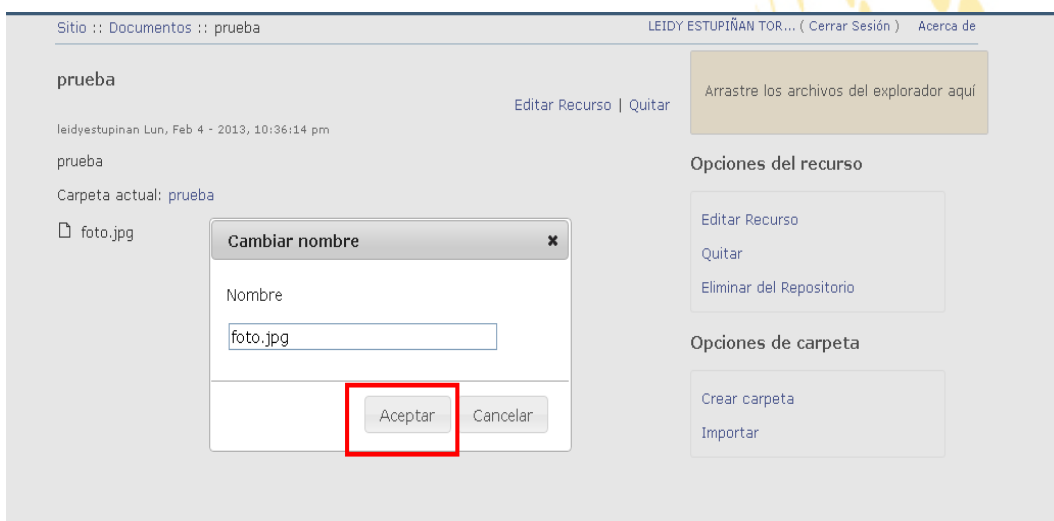 Sitio :: Documentos :: prueba
LEIDY ESTUPIÑAN TOR... ( Cerrar Sesión ) Acerca de
prueba
Editar Recurso | Quitar
leidyestupinan Lun, Feb 4 - 2013, 10:36:14 pm
prueba
Carpeta actual: prueba
foto.jpg
Cambiar nombre
Nombre
foto.jpg
Aceptar
Cancelar
Arrastre los archivos del explorador aquí
Opciones del recurso
Editar Recurso
Quitar
Eliminar del Repositorio
Opciones de carpeta
Crear carpeta
Importar